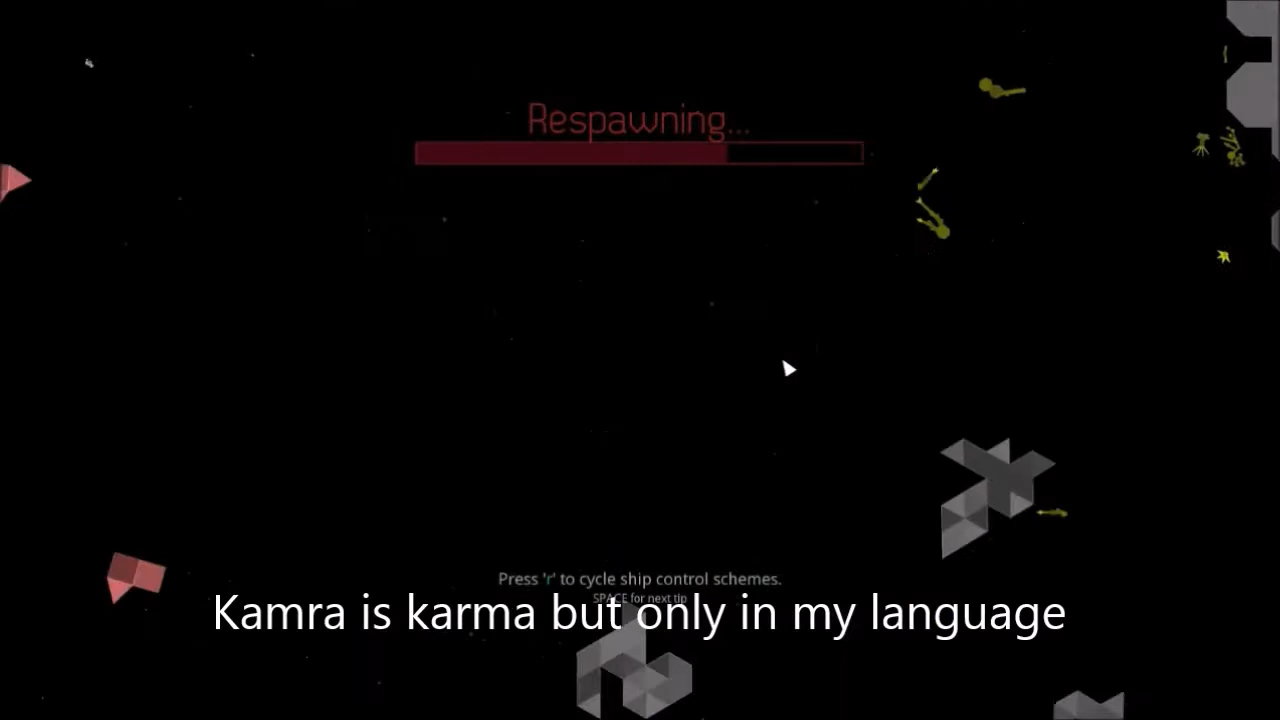 Respawning...
Press 'r' to cycle ship control schemes.
SPACE for next tip
Kamra is karma but only in my language